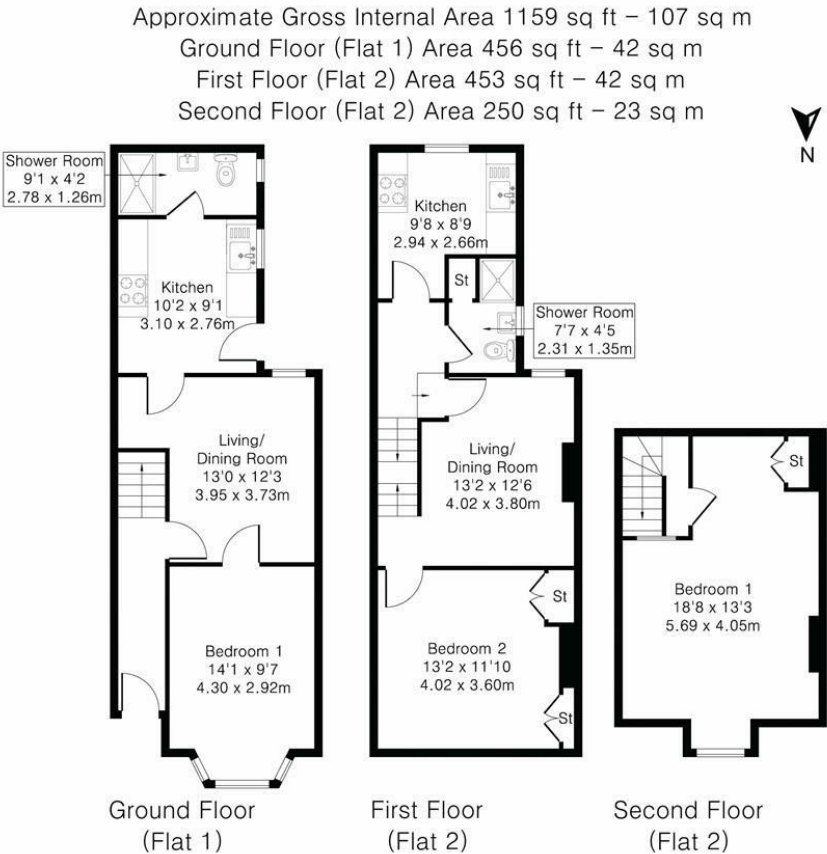 Approximate Gross Internal Area 1159 sq ft – 107 sq m
Ground Floor (Flat 1) Area 456 sq ft – 42 sq m
First Floor (Flat 2) Area 453 sq ft – 42 sq m
Second Floor (Flat 2) Area 250 sq ft – 23 sq m
N
Shower Room
9'1 x 4'2
2.78 x 1.26m
Kitchen
10'2 x 9'1
3.10 x 2.76m
Living/
Dining Room
13'0 x 12'3
3.95 x 3.73m
Bedroom 1
14'1 x 9'7
4.30 x 2.92m
Ground Floor
(Flat 1)
Kitchen
9'8 x 8'9
2.94 x 2.66m
St
Shower Room
7'7 x 4'5
2.31 x 1.35m
Living/
Dining Room
13'2 x 12'6
4.02 x 3.80m
St
Bedroom 2
13'2 x 11'10
4.02 x 3.60m
St
First Floor
(Flat 2)
St
Bedroom 1
18'8 x 13'3
5.69 x 4.05m
Second Floor
(Flat 2)